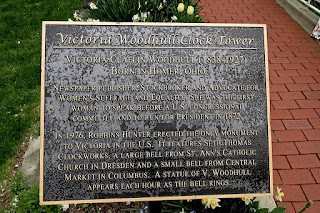 Victoria Woodhull Clock Tower
Victoria Claflin Woodhull (1838-1927)
Born in Homer, Ohio
Newspaper publisher, stockbroker and advocate for
women's suffrage and equality. She was the first
woman to speak before a U.S. congressional
committee and to run for president in 1872.
In 1976, Robbins Hunter erected the only monument
to Victoria in the U.S. It features Seth Thomas
clockworks, a large bell from St. Ann's Catholic
Church in Dresden and a small bell from Central
Market in Columbus. A statue of V. Woodhull
appears each hour as the bell rings.